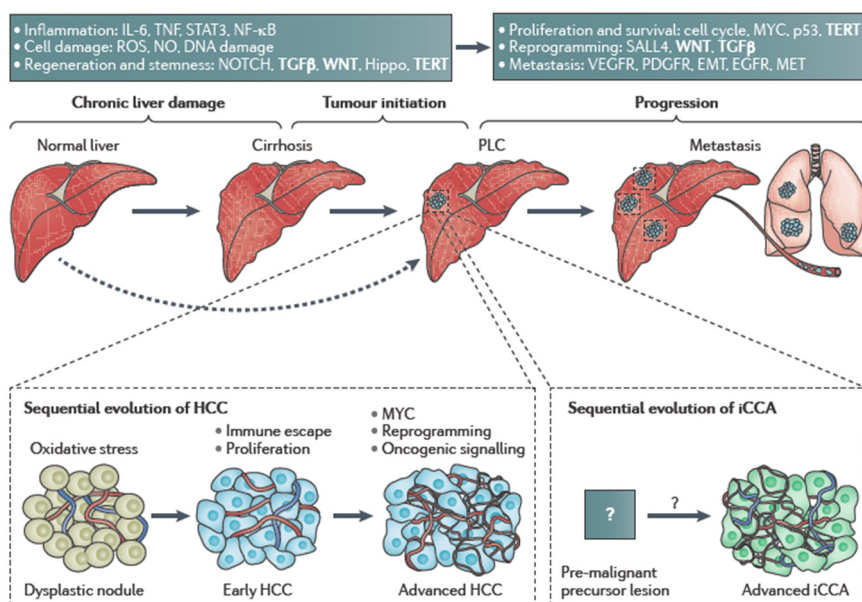 • Inflammation: IL-6, TNF, STAT3, NF-κB
• Cell damage: ROS, NO, DNA damage
• Regeneration and stemness: NOTCH, TGFβ, WNT, Hippo, TERT
• Proliferation and survival: cell cycle, MYC, p53, TERT
• Reprogramming: SALL4, WNT, TGFβ
• Metastasis: VEGFR, PDGFR, EMT, EGFR, MET
Chronic liver damage
Tumour initiation
Progression
Normal liver
Cirrhosis
PLC
Metastasis
Sequential evolution of HCC
Oxidative stress
• Immune escape
• Proliferation
• MYC
• Reprogramming
• Oncogenic signalling
Dysplastic nodule
Early HCC
Advanced HCC
Sequential evolution of iCCA
?
?
Pre-malignant
precursor lesion
Advanced iCCA